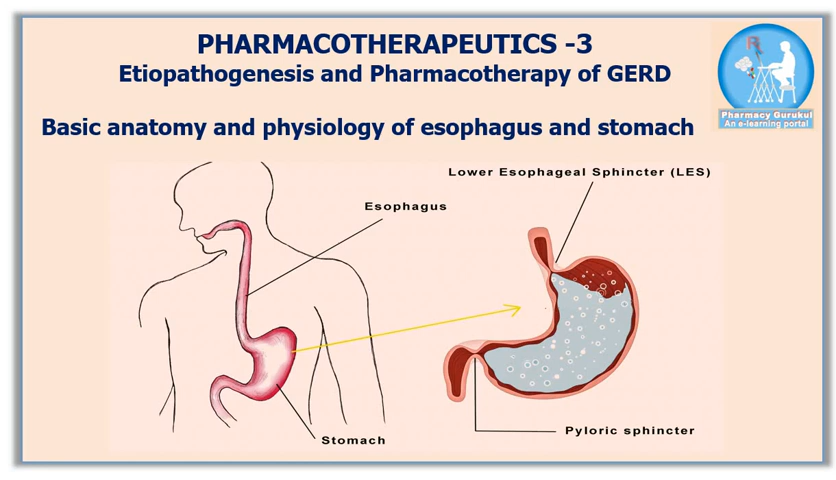 PHARMACOTHERAPEUTICS -3
Etiopathogenesis and Pharmacotherapy of GERD
Pharmacy Gurukul
An e-learning portal
Basic anatomy and physiology of esophagus and stomach
Lower Esophageal Sphincter (LES)
Esophagus
Pyloric sphincter
Stomach